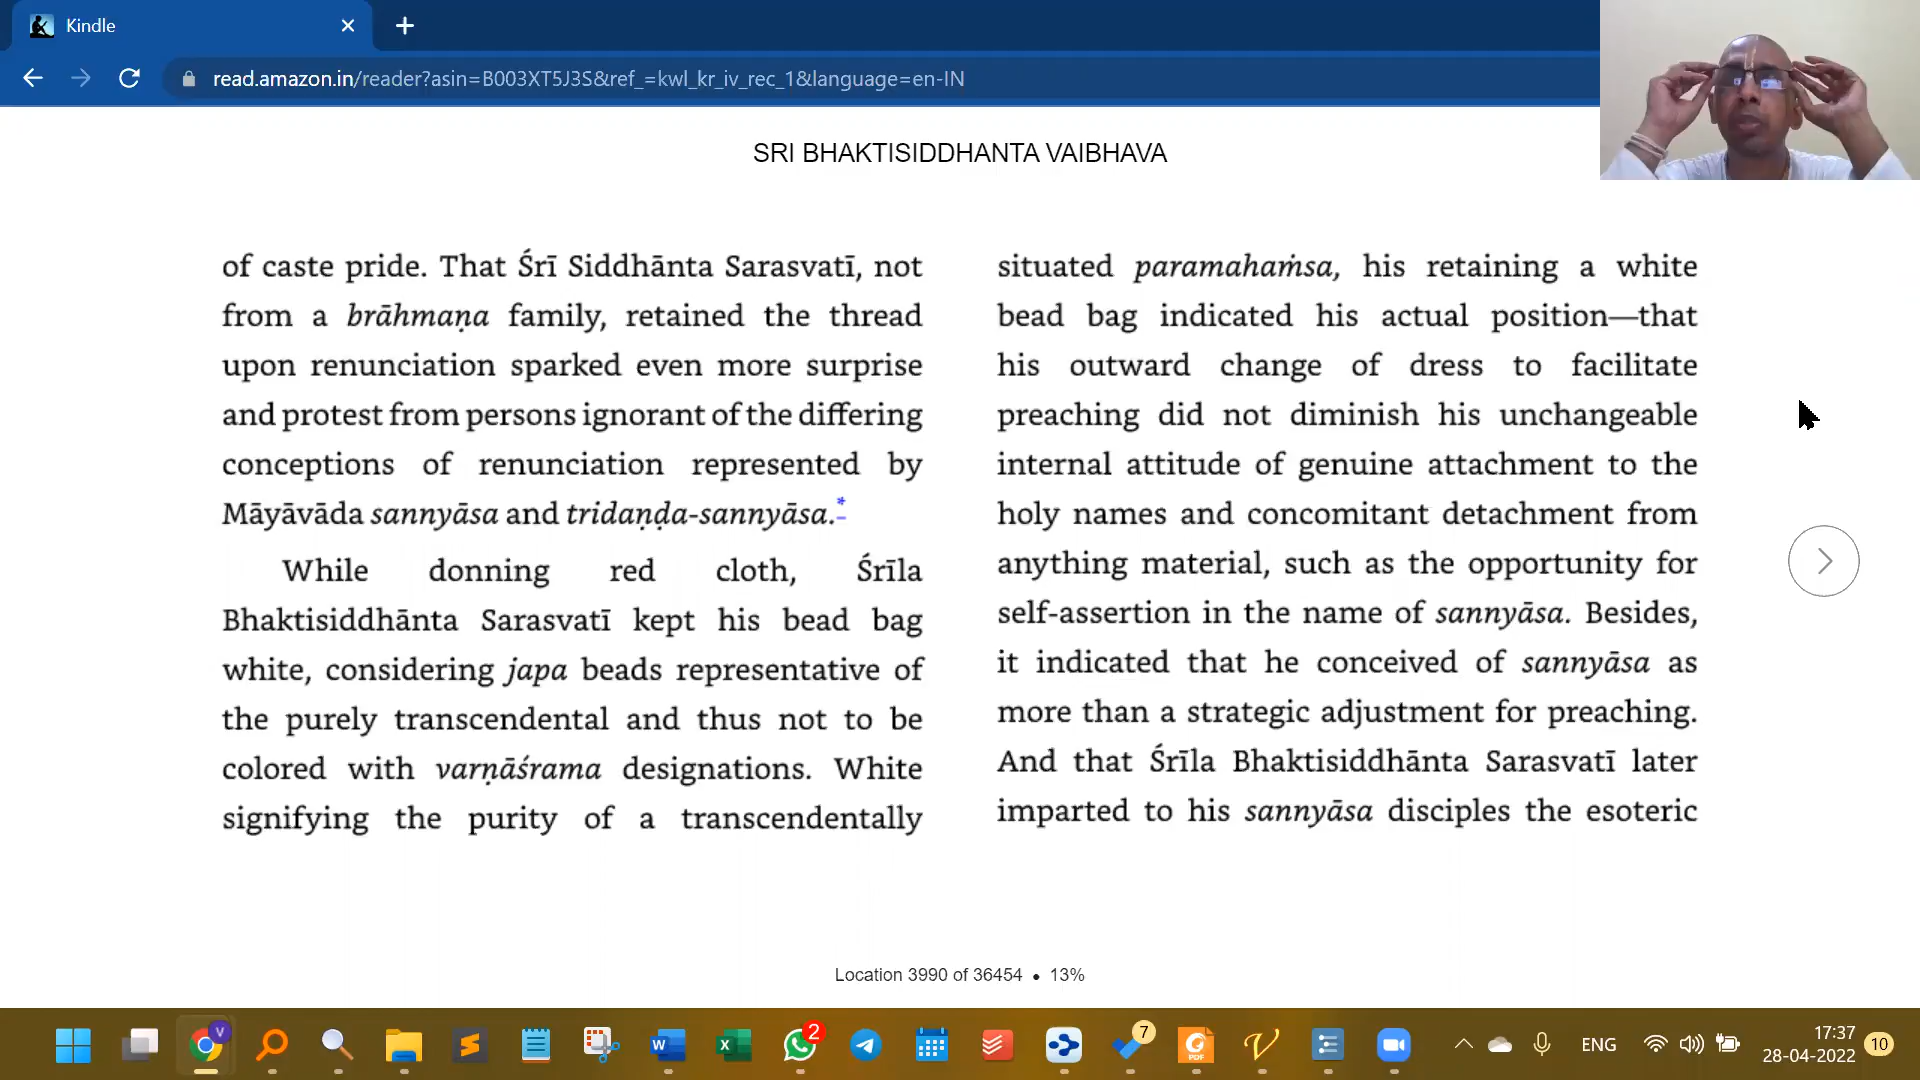 Kindle
read.amazon.in/reader?asin=B003XT5J3S&ref_=kwl_kr_iv_rec_1&language=en-IN
SRI BHAKTISIDDHANTA VAIBHAVA
of caste pride. That Śrī Siddhānta Sarasvatī, not
from a brāhmaṇa family, retained the thread
upon renunciation sparked even more surprise
and protest from persons ignorant of the differing
conceptions of renunciation represented by
Māyāvāda sannyāsa and tridaṇḍa-sannyāsa.*
While donning red cloth, Śrīla
Bhaktisiddhānta Sarasvatī kept his bead bag
white, considering japa beads representative of
the purely transcendental and thus not to be
colored with varṇāśrama designations. White
signifying the purity of a transcendentally
situated paramahaṁsa, his retaining a white
bead bag indicated his actual position—that
his outward change of dress to facilitate
preaching did not diminish his unchangeable
internal attitude of genuine attachment to the
holy names and concomitant detachment from
anything material, such as the opportunity for
self-assertion in the name of sannyāsa. Besides,
it indicated that he conceived of sannyāsa as
more than a strategic adjustment for preaching.
And that Śrīla Bhaktisiddhānta Sarasvatī later
imparted to his sannyāsa disciples the esoteric
Location 3990 of 36454 • 13%
V
2
7
PDF
ENG
17:37
28-04-2022
10